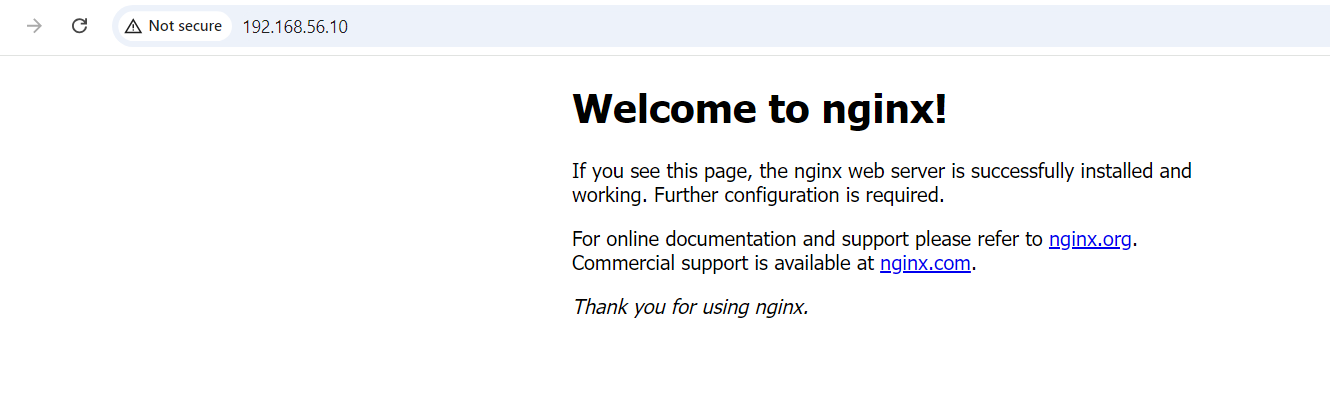 Not secure 192.168.56.10
Welcome to nginx!
If you see this page, the nginx web server is successfully installed and
working. Further configuration is required.
For online documentation and support please refer to nginx.org.
Commercial support is available at nginx.com.
Thank you for using nginx.